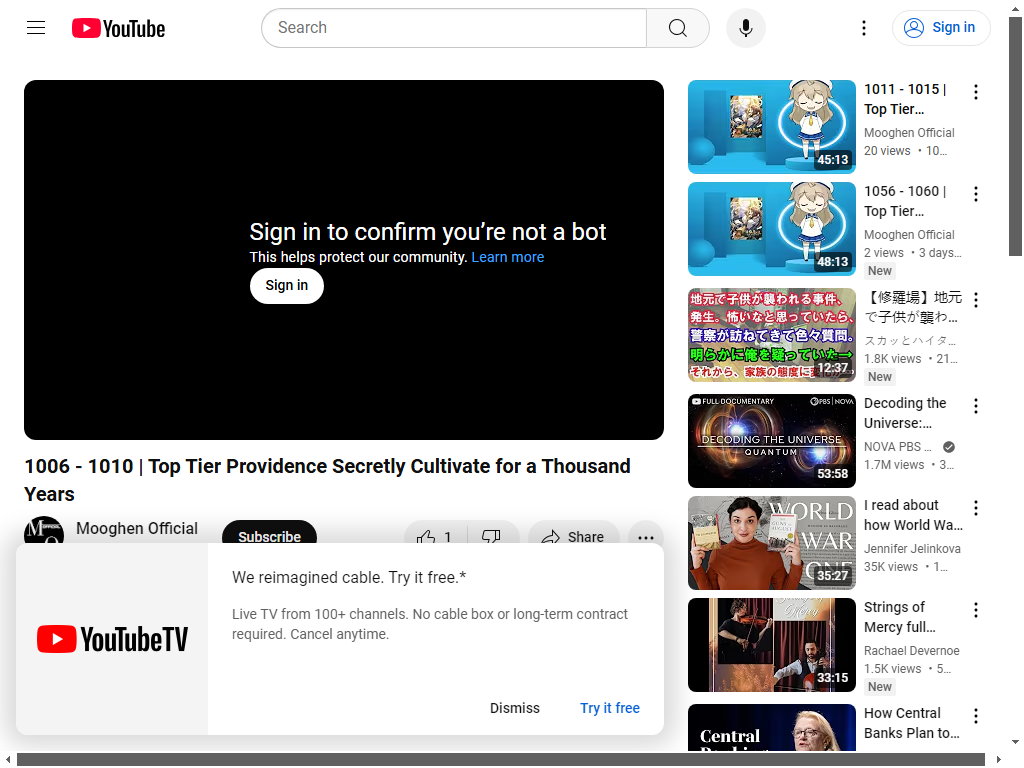 YouTube
Search
Sign in
Sign in to confirm you're not a bot
This helps protect our community. Learn more
Sign in
1006 - 1010 | Top Tier Providence Secretly Cultivate for a Thousand
Years
Mooghen Official
Subscribe
1
Share
YouTubeTV
We reimagined cable. Try it free.*
Live TV from 100+ channels. No cable box or long-term contract
required. Cancel anytime.
Dismiss
Try it free
45:13
1011 - 1015 |
Top Tier…
Mooghen Official
20 views • 10…
48:13
1056 - 1060 |
Top Tier…
Mooghen Official
2 views • 3 days…
New
地元で子供が襲われる事件、
発生。怖いなと思っていたら、
警察が訪ねてきて色々質問。
明らかに俺を疑っていた→
それから、家族の態度に
12:37
【修羅場】地元
で子供が襲わ…
スカッとハイタ…
1.8K views • 21…
New
FULL DOCUMENTARY
PBS NOVA
DECODING THE UNIVERSE
QUANTUM
53:58
Decoding the
Universe:…
NOVA PBS …
1.7M views • 3…
WORLD
WAR
ONE
THE GUNS OF AUGUST
35:27
I read about
how World Wa…
Jennifer Jelinkova
35K views • 1…
33:15
Strings of
Mercy full…
Rachael Devernoe
1.5K views • 5…
New
Central
Banking
How Central
Banks Plan to…